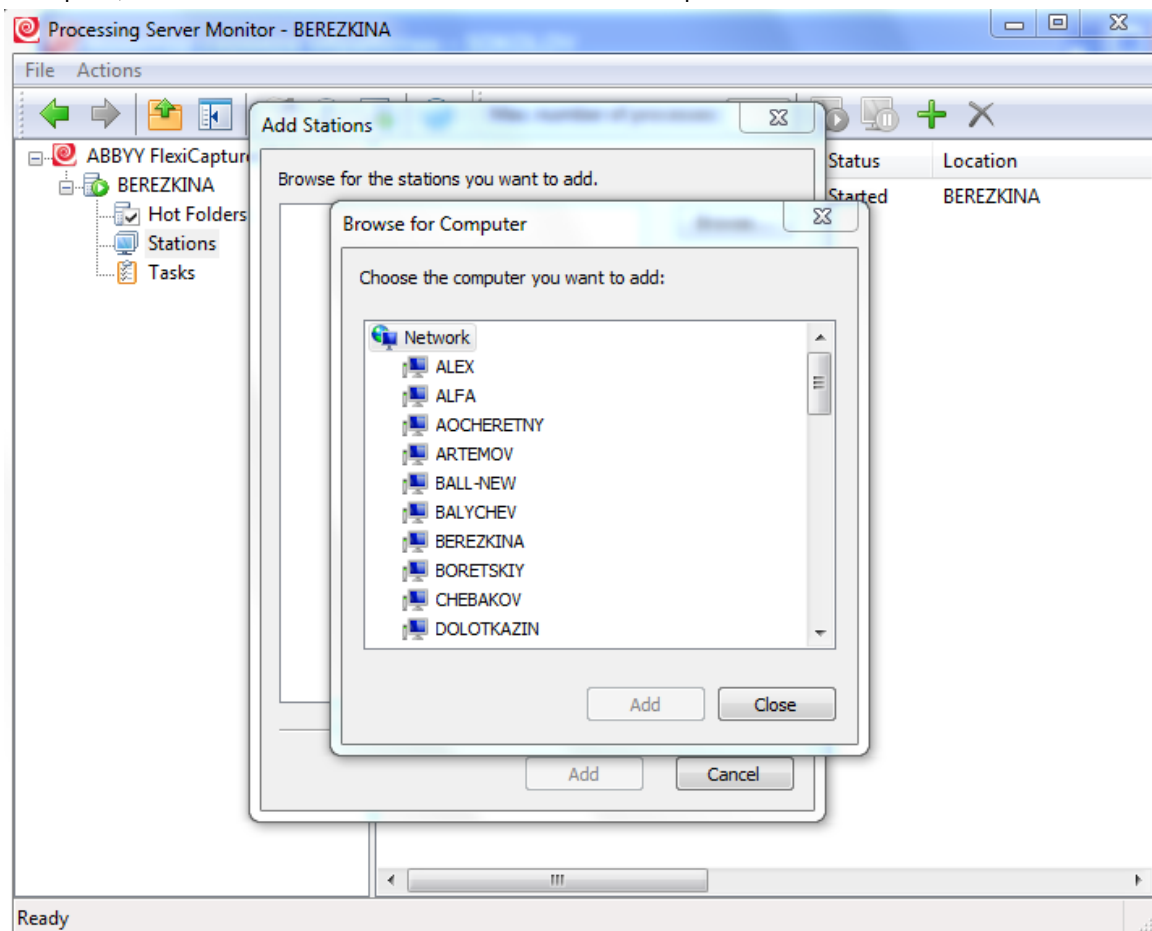 Processing Server Monitor - BEREZKINA
File Actions
Add Stations
ABBYY FlexiCapture
Status Location
BEREZKINA
Browse for the stations you want to add.
Started BEREZKINA
Hot Folders
Browse for Computer
Stations
Tasks
Choose the computer you want to add:
Network
ALEX
ALFA
AOCHERETNY
ARTEMOV
BALL-NEW
BALYCHEV
BEREZKINA
BORETSKIY
CHEBAKOV
DOLOTKAZIN
Add Close
Add Cancel
Ready